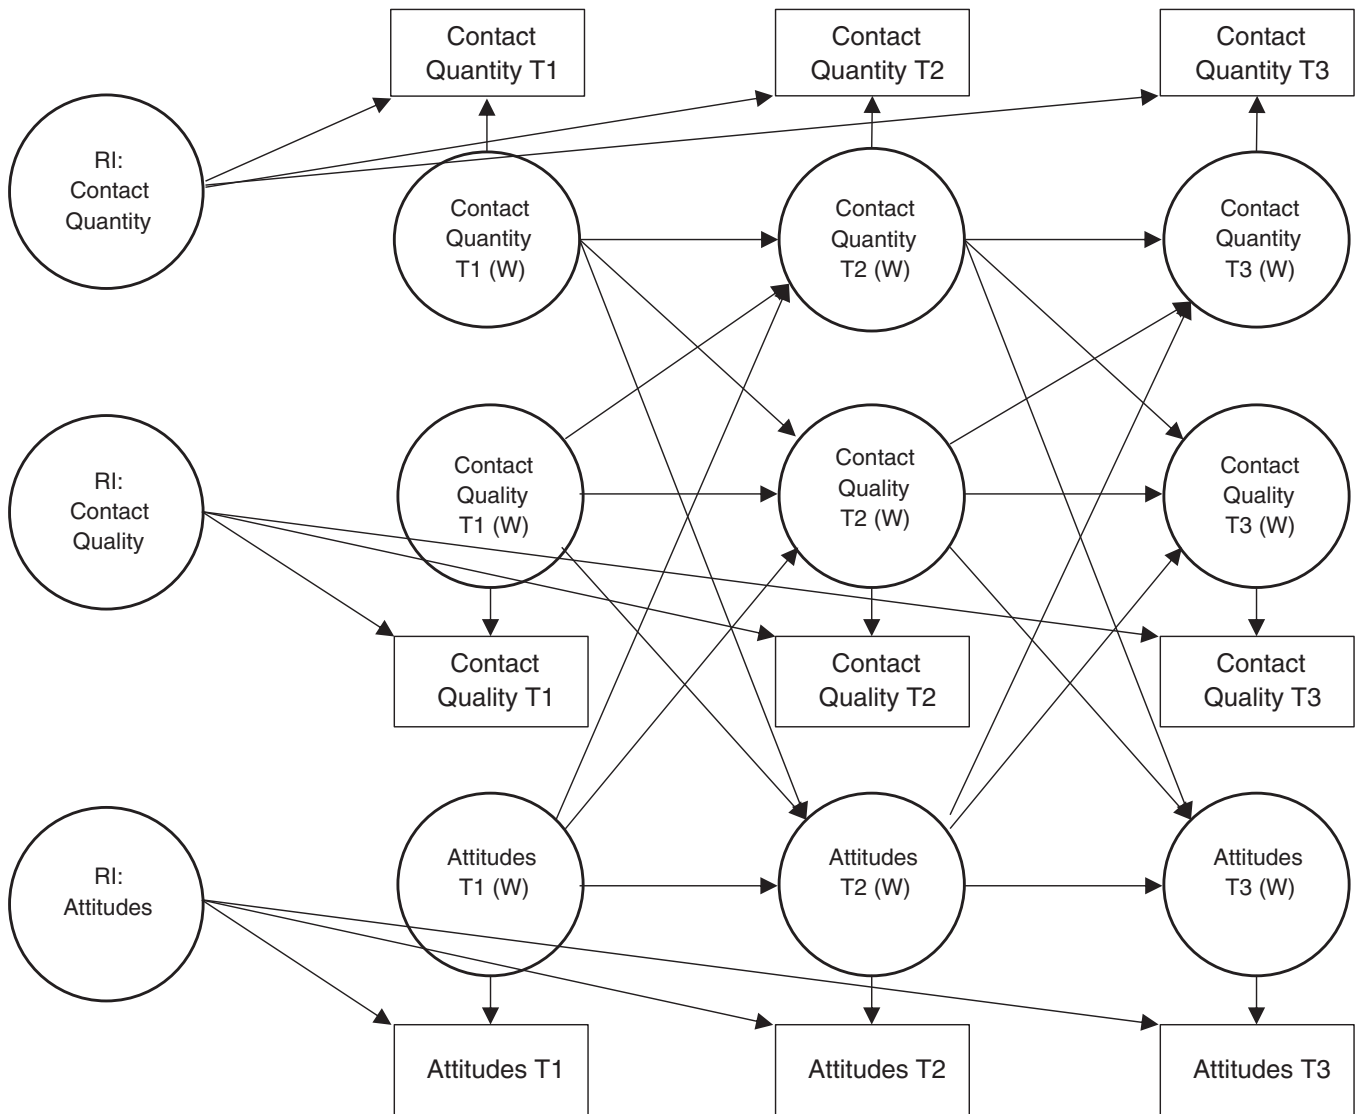 Contact
Quantity T1
Contact
Quantity T2
Contact
Quantity T3
RI:
Contact
Quantity
Contact
Quantity
T1 (W)
Contact
Quantity
T2 (W)
Contact
Quantity
T3 (W)
RI:
Contact
Quality
Contact
Quality
T1 (W)
Contact
Quality
T2 (W)
Contact
Quality
T3 (W)
Contact
Quality T1
Contact
Quality T2
Contact
Quality T3
RI:
Attitudes
Attitudes
T1 (W)
Attitudes
T2 (W)
Attitudes
T3 (W)
Attitudes T1
Attitudes T2
Attitudes T3